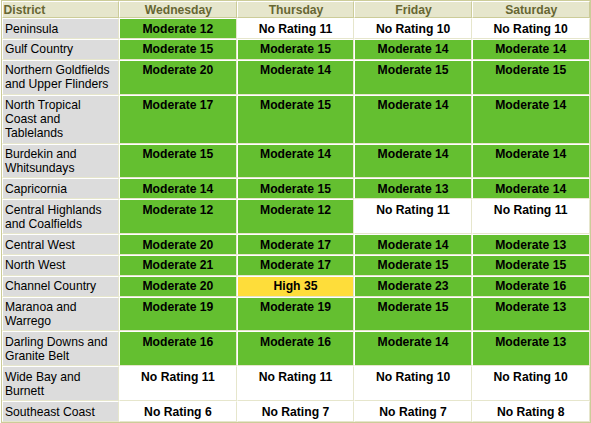 District Wednesday Thursday Friday Saturday
Peninsula Moderate 12 No Rating 11 No Rating 10 No Rating 10
Gulf Country Moderate 15 Moderate 15 Moderate 14 Moderate 14
Northern Goldfields Moderate 20 Moderate 14 Moderate 15 Moderate 15
and Upper Flinders
North Tropical Moderate 17 Moderate 15 Moderate 14 Moderate 14
Coast and
Tablelands
Burdekin and Moderate 15 Moderate 14 Moderate 14 Moderate 14
Whitsundays
Capricornia Moderate 14 Moderate 15 Moderate 13 Moderate 14
Central Highlands Moderate 12 Moderate 12 No Rating 11 No Rating 11
and Coalfields
Central West Moderate 20 Moderate 17 Moderate 14 Moderate 13
North West Moderate 21 Moderate 17 Moderate 15 Moderate 15
Channel Country Moderate 20 High 35 Moderate 23 Moderate 16
Maranoa and Moderate 19 Moderate 19 Moderate 15 Moderate 13
Warrego
Darling Downs and Moderate 16 Moderate 16 Moderate 14 Moderate 13
Granite Belt
Wide Bay and No Rating 11 No Rating 11 No Rating 10 No Rating 10
Burnett
Southeast Coast No Rating 6 No Rating 7 No Rating 7 No Rating 8